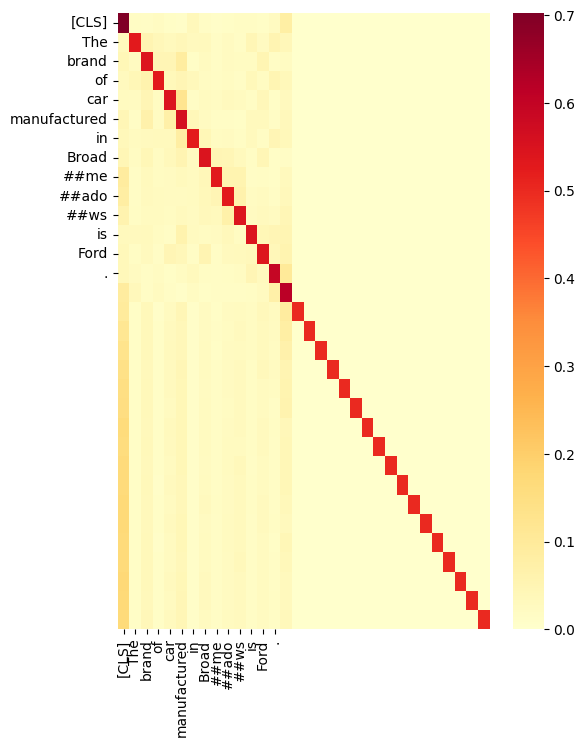 [CLS]
The
brand
of
car
manufactured
in
Broad
##me
##ado
##ws
is
Ford
.
0.7
0.6
0.5
0.4
0.3
0.2
0.1
0.0
[CLS]
The
brand
of
car
manufactured
in
Broad
##me
##ado
##ws
is
Ford
.